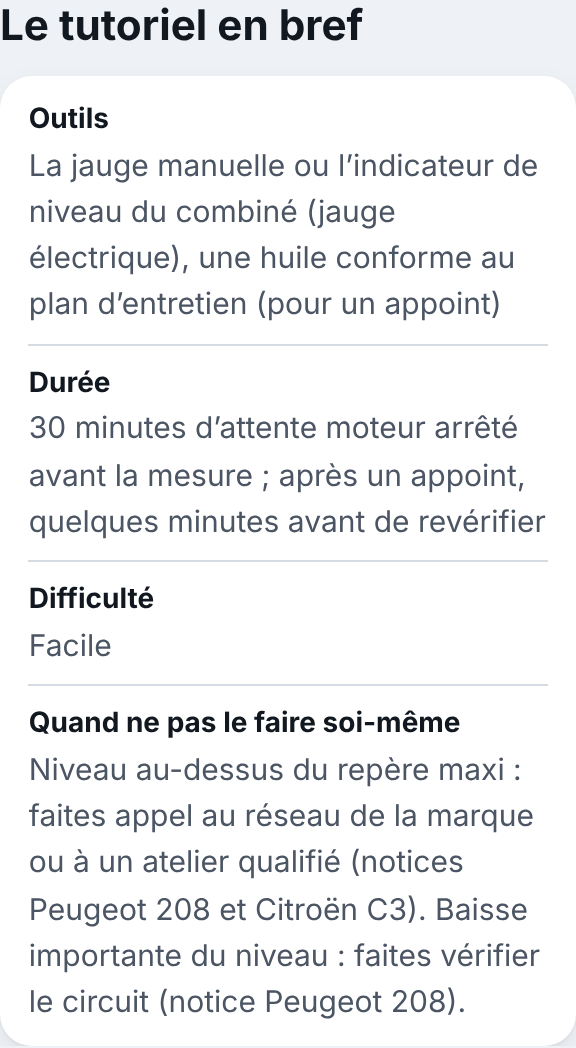 Le tutoriel en bref
Outils
La jauge manuelle ou l’indicateur de
niveau du combiné (jauge
électrique), une huile conforme au
plan d’entretien (pour un appoint)
Durée
30 minutes d’attente moteur arrêté
avant la mesure ; après un appoint,
quelques minutes avant de revérifier
Difficulté
Facile
Quand ne pas le faire soi-même
Niveau au-dessus du repère maxi :
faites appel au réseau de la marque
ou à un atelier qualifié (notices
Peugeot 208 et Citroën C3). Baisse
importante du niveau : faites vérifier
le circuit (notice Peugeot 208).